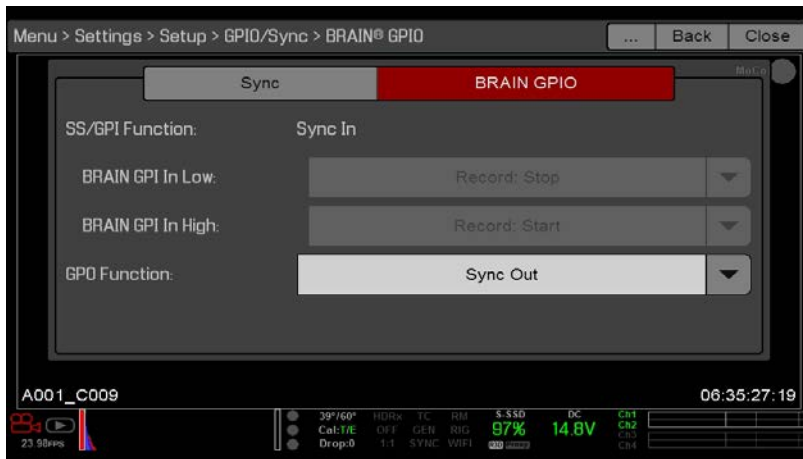 Menu > Settings > Setup > GPIO/Sync > BRAIN® GPIO ... Back Close
MoCo
Sync BRAIN GPIO
SS/GPI Function: Sync In
BRAIN GPI In Low: Record: Stop
BRAIN GPI In High: Record: Start
GPO Function: Sync Out
A001_C009 06:35:27:19
39°/60° HDRx TC RM S-SSD DC Ch1
Cal:T/E OFF GEN RIG 97% 14.8V Ch2
23.98FPS Drop:0 1:1 SYNC WIFI R3D Ch3
Ch4